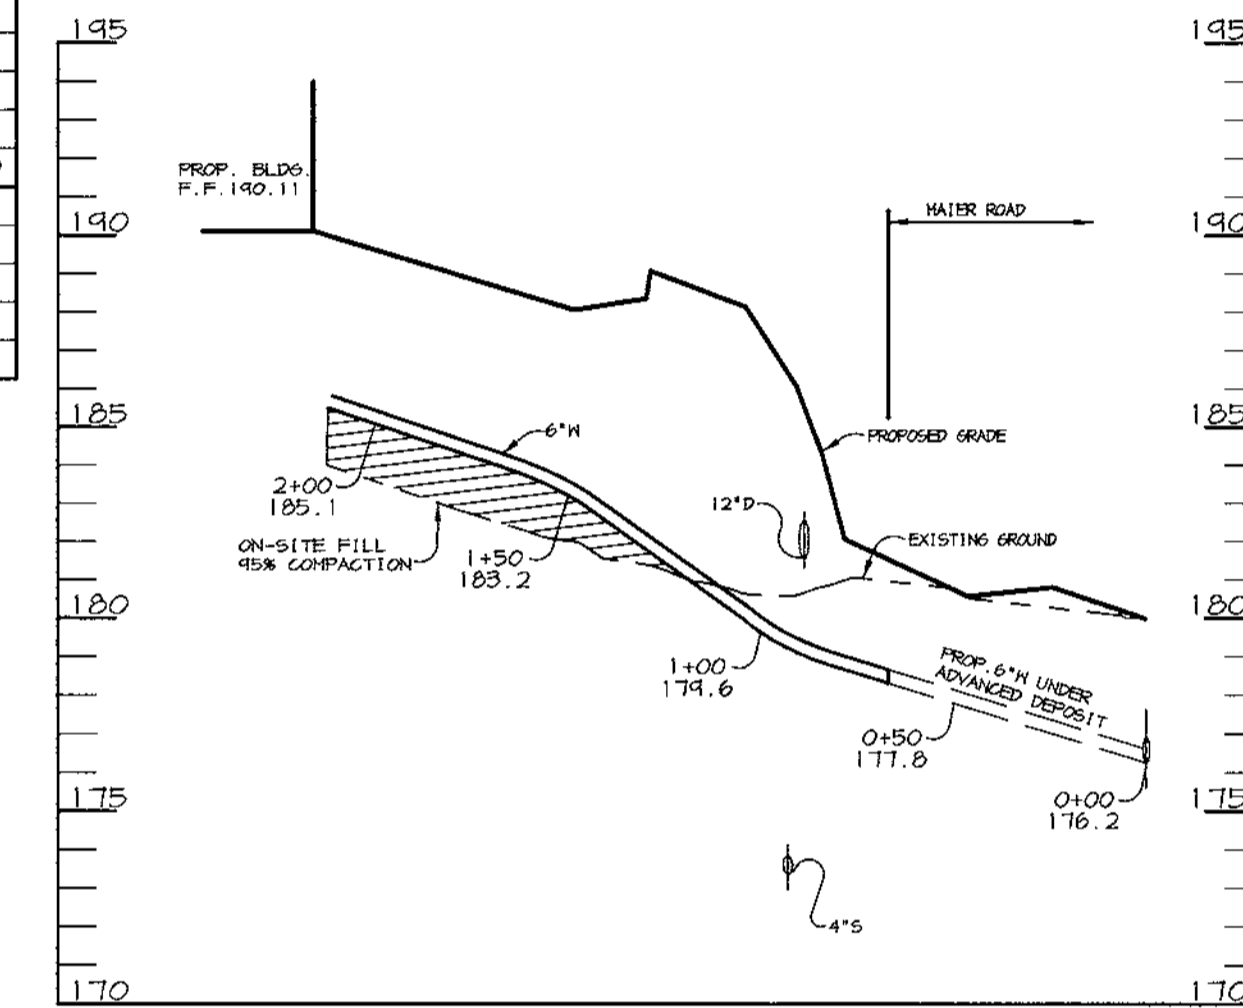 195
195
PROP. BLDG.
F.F. 190.11
MAIER ROAD
190
190
185
185
6"W
PROPOSED GRADE
2+00
185.1
12"D
ON-SITE FILL
95% COMPACTION
1+50
183.2
EXISTING GROUND
180
180
1+00
179.6
PROP. 6"W UNDER
ADVANCED DEPOSIT
0+50
177.8
175
175
0+00
176.2
4"S
170
170